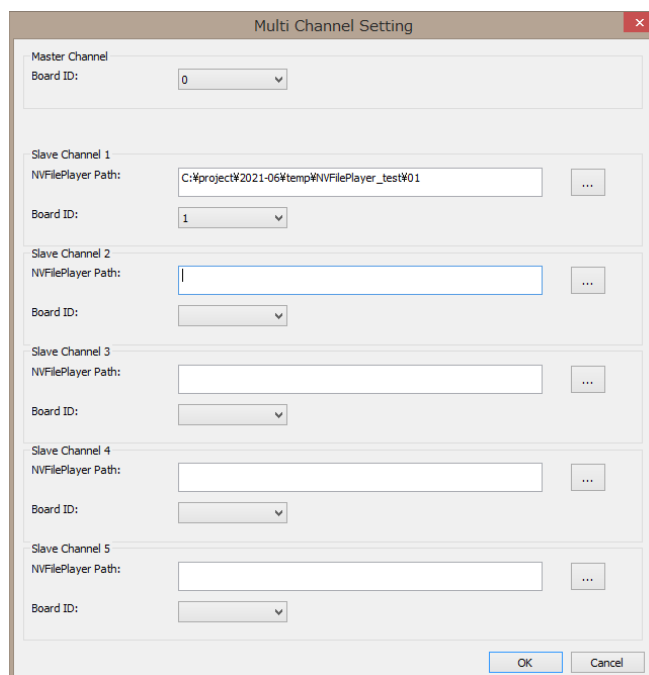 Multi Channel Setting
Master Channel
Board ID:
0
Slave Channel 1
NVFilePlayer Path:
C:¥project¥2021-06¥temp¥NVFilePlayer_test¥01
...
Board ID:
1
Slave Channel 2
NVFilePlayer Path:
...
Board ID:
Slave Channel 3
NVFilePlayer Path:
...
Board ID:
Slave Channel 4
NVFilePlayer Path:
...
Board ID:
Slave Channel 5
NVFilePlayer Path:
...
Board ID:
OK
Cancel